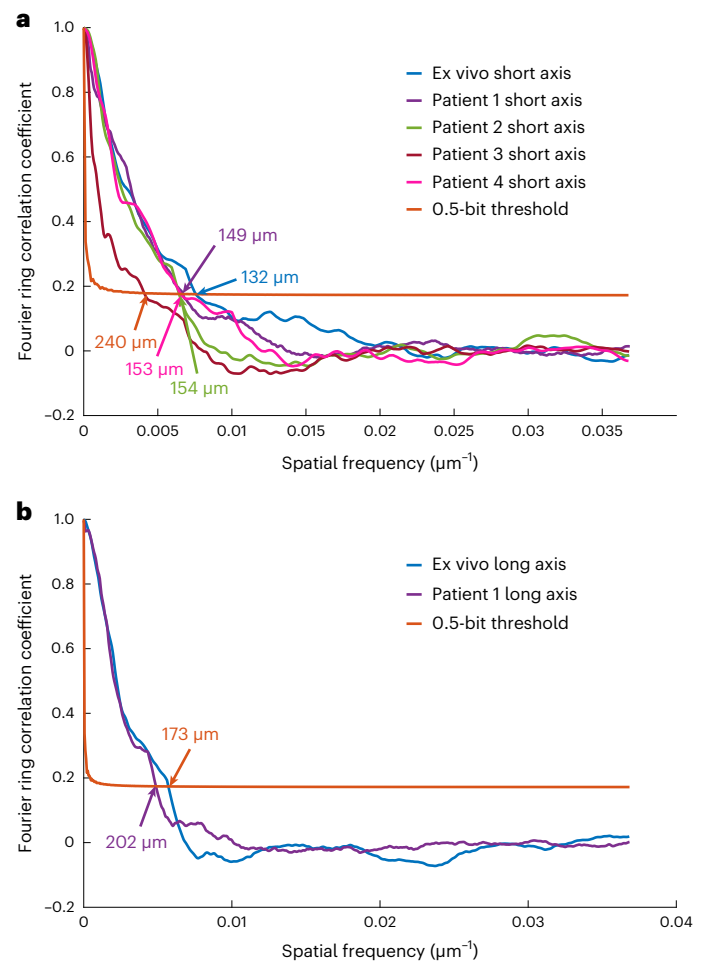 a
1.0
0.8
0.6
0.4
0.2
0
–0.2
Fourier ring correlation coefficient
Ex vivo short axis
Patient 1 short axis
Patient 2 short axis
Patient 3 short axis
Patient 4 short axis
0.5-bit threshold
149 µm
132 µm
240 µm
153 µm
154 µm
0 0.005 0.01 0.015 0.02 0.025 0.03 0.035
Spatial frequency (µm⁻¹)
b
1.0
0.8
0.6
0.4
0.2
0
–0.2
Fourier ring correlation coefficient
Ex vivo long axis
Patient 1 long axis
0.5-bit threshold
173 µm
202 µm
0 0.01 0.02 0.03 0.04
Spatial frequency (µm⁻¹)